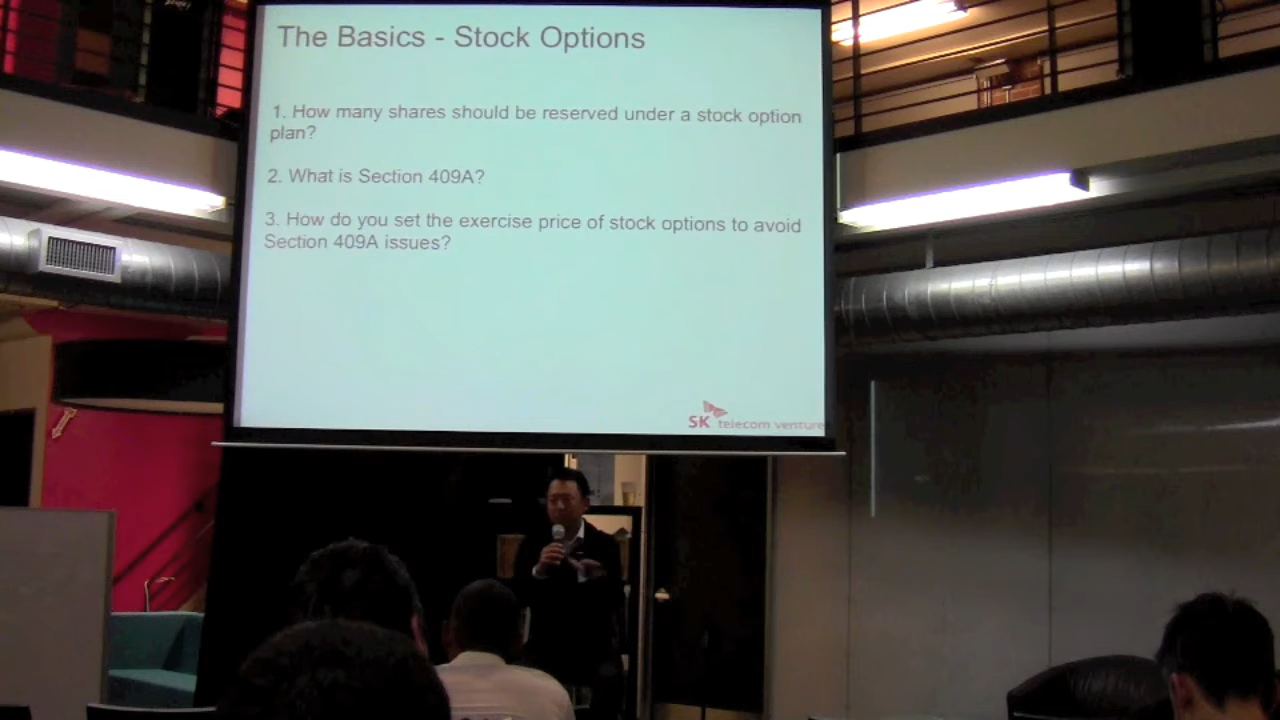 The Basics - Stock Options
1. How many shares should be reserved under a stock option
plan?
2. What is Section 409A?
3. How do you set the exercise price of stock options to avoid
Section 409A issues?
SK telecom venture